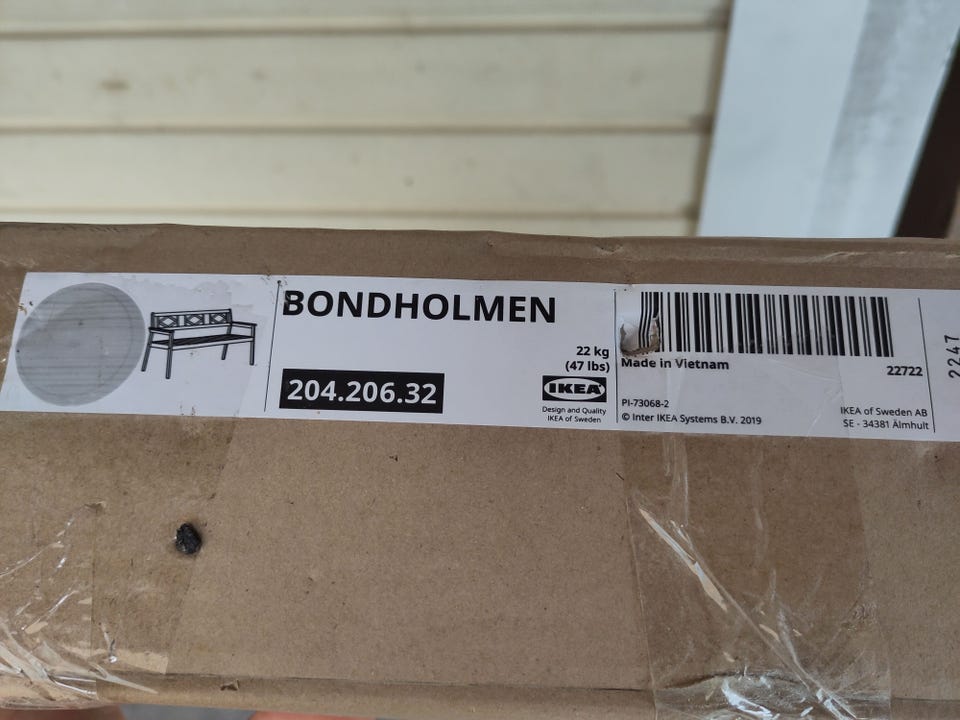 BONDHOLMEN
22 kg
(47 lbs)
204.206.32
IKEA
Design and Quality
IKEA of Sweden
Made in Vietnam
22722
PI-73068-2
© Inter IKEA Systems B.V. 2019
IKEA of Sweden AB
SE - 34381 Älmhult
2247